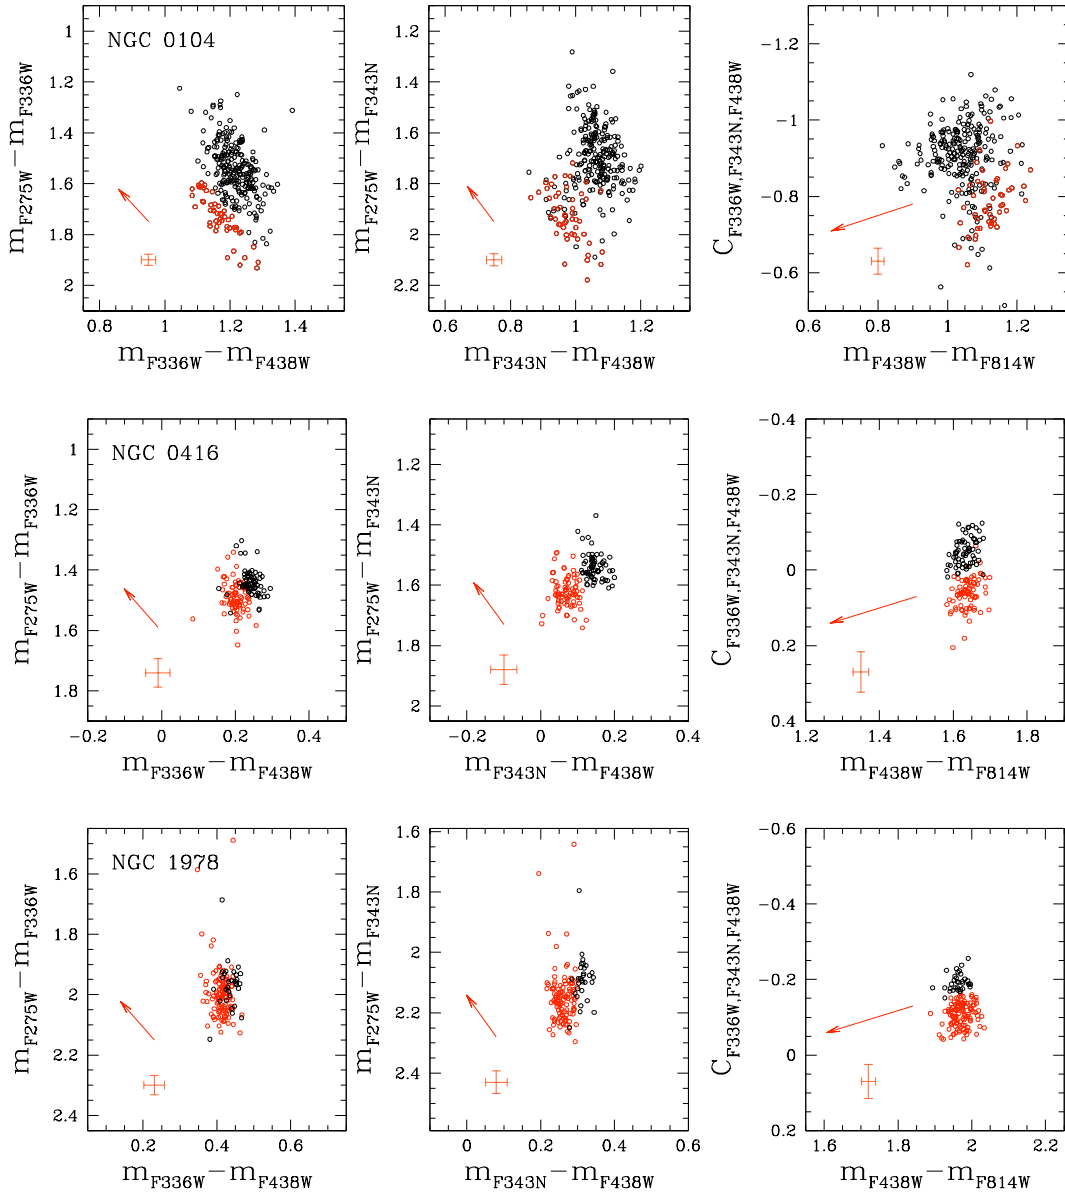 NGC 0104
1
1.2
1.4
1.6
1.8
2
0.8 1 1.2 1.4
m_F275W−m_F336W
m_F336W−m_F438W
1.2
1.4
1.6
1.8
2
2.2
0.6 0.8 1 1.2
m_F275W−m_F343N
m_F343N−m_F438W
−1.2
−1
−0.8
−0.6
0.6 0.8 1 1.2
C_F336W,F343N,F438W
m_F438W−m_F814W
NGC 0416
1
1.2
1.4
1.6
1.8
−0.2 0 0.2 0.4
m_F275W−m_F336W
m_F336W−m_F438W
1.2
1.4
1.6
1.8
2
−0.2 0 0.2 0.4
m_F275W−m_F343N
m_F343N−m_F438W
−0.4
−0.2
0
0.2
0.4
1.2 1.4 1.6 1.8
C_F336W,F343N,F438W
m_F438W−m_F814W
NGC 1978
1.6
1.8
2
2.2
2.4
0.2 0.4 0.6
m_F275W−m_F336W
m_F336W−m_F438W
1.6
1.8
2
2.2
2.4
0 0.2 0.4 0.6
m_F275W−m_F343N
m_F343N−m_F438W
−0.6
−0.4
−0.2
0
0.2
1.6 1.8 2 2.2
C_F336W,F343N,F438W
m_F438W−m_F814W